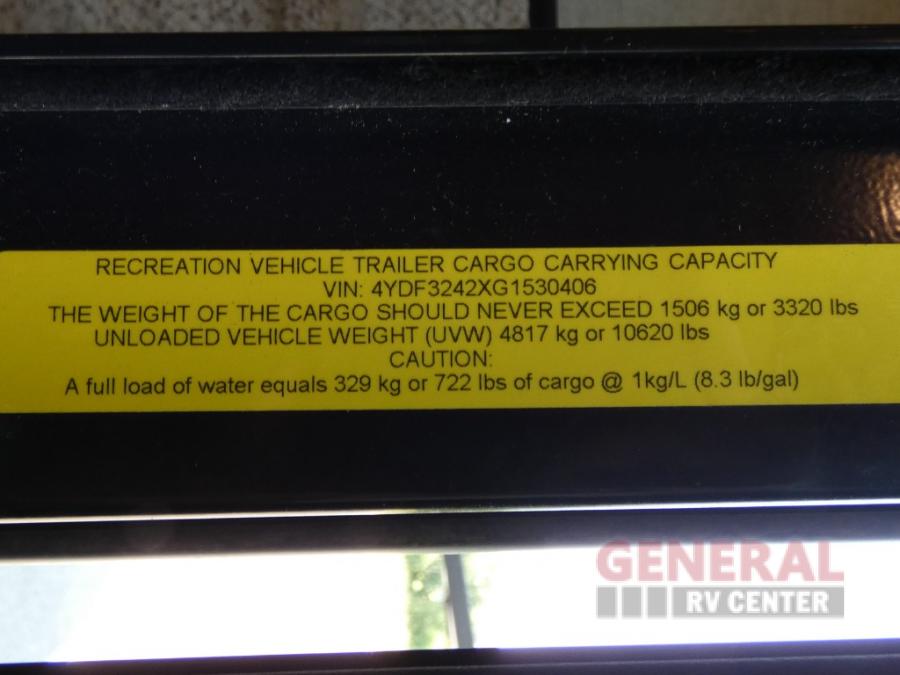 RECREATION VEHICLE TRAILER CARGO CARRYING CAPACITY
VIN: 4YDF3242XG1530406
THE WEIGHT OF THE CARGO SHOULD NEVER EXCEED 1506 kg or 3320 lbs
UNLOADED VEHICLE WEIGHT (UVW) 4817 kg or 10620 lbs
CAUTION:
A full load of water equals 329 kg or 722 lbs of cargo @ 1kg/L (8.3 lb/gal)
GENERAL
RV CENTER